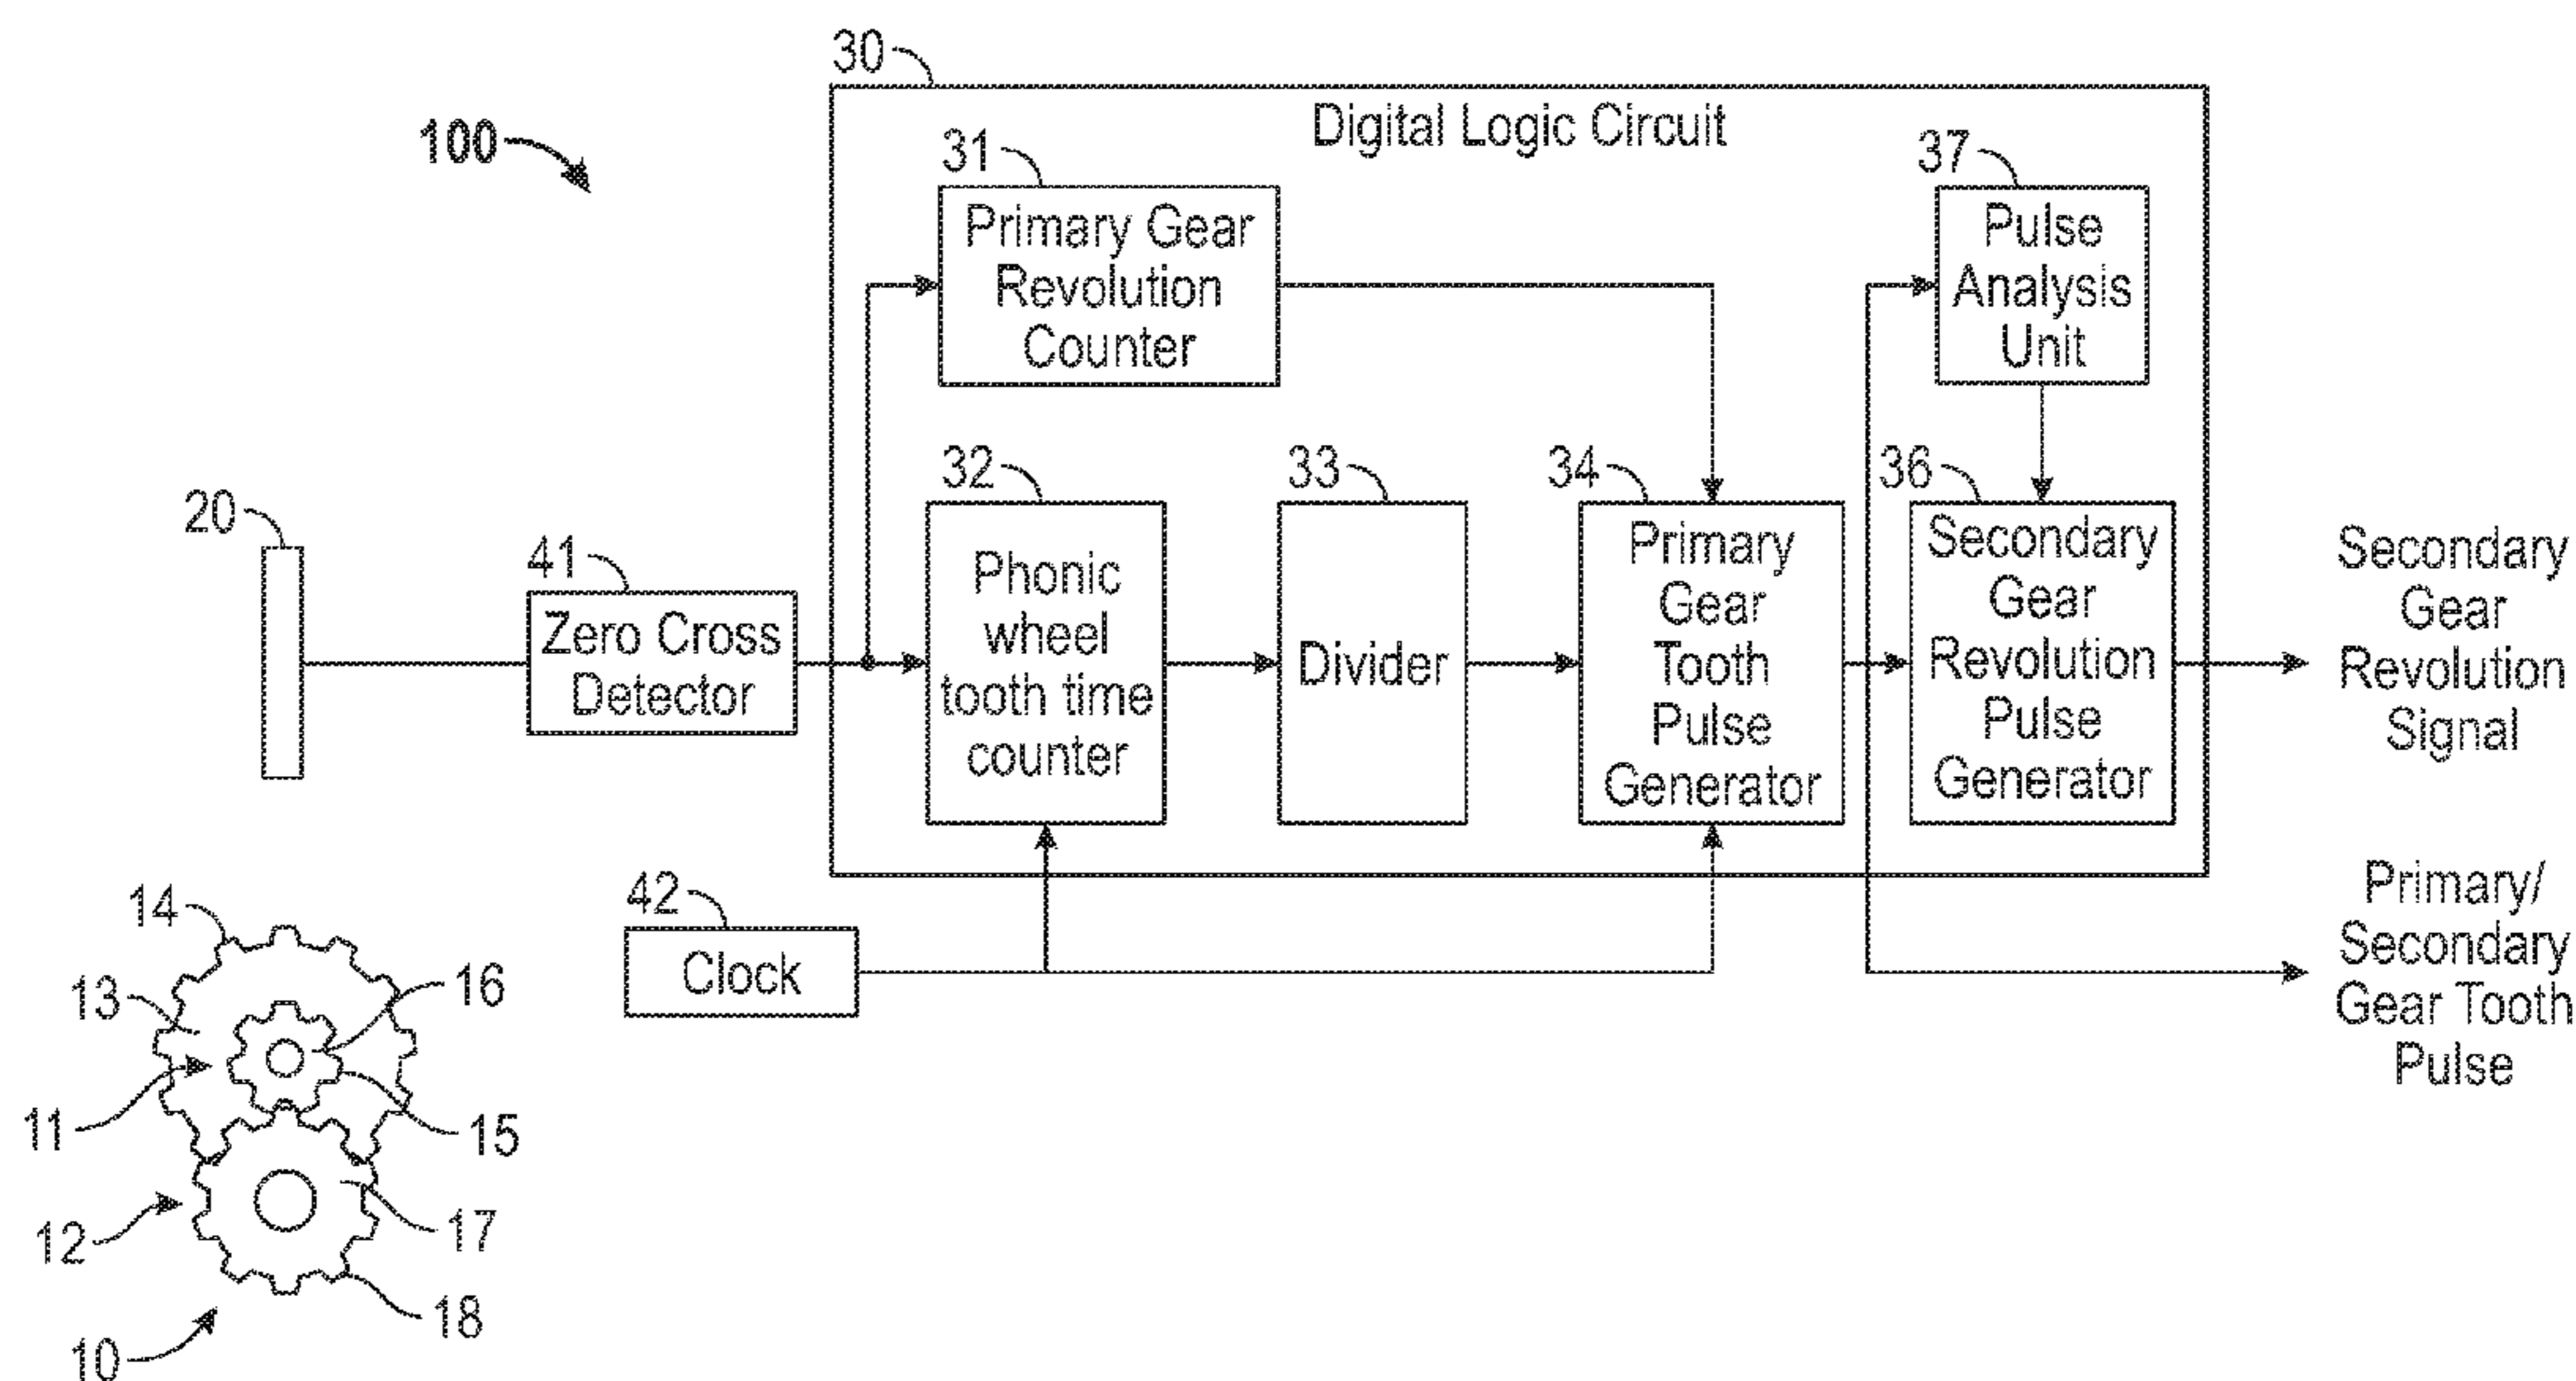 30
Digital Logic Circuit
100
31
37
Primary Gear
Revolution
Counter
Pulse
Analysis
Unit
20
41
32
33
34
36
Zero Cross
Detector
Phonic
wheel
tooth time
counter
Divider
Primary
Gear
Tooth
Pulse
Generator
Secondary
Gear
Revolution
Pulse
Generator
Secondary
Gear
Revolution
Signal
42
Clock
Primary/
Secondary
Gear Tooth
Pulse
14
13
16
11
15
12
17
18
10